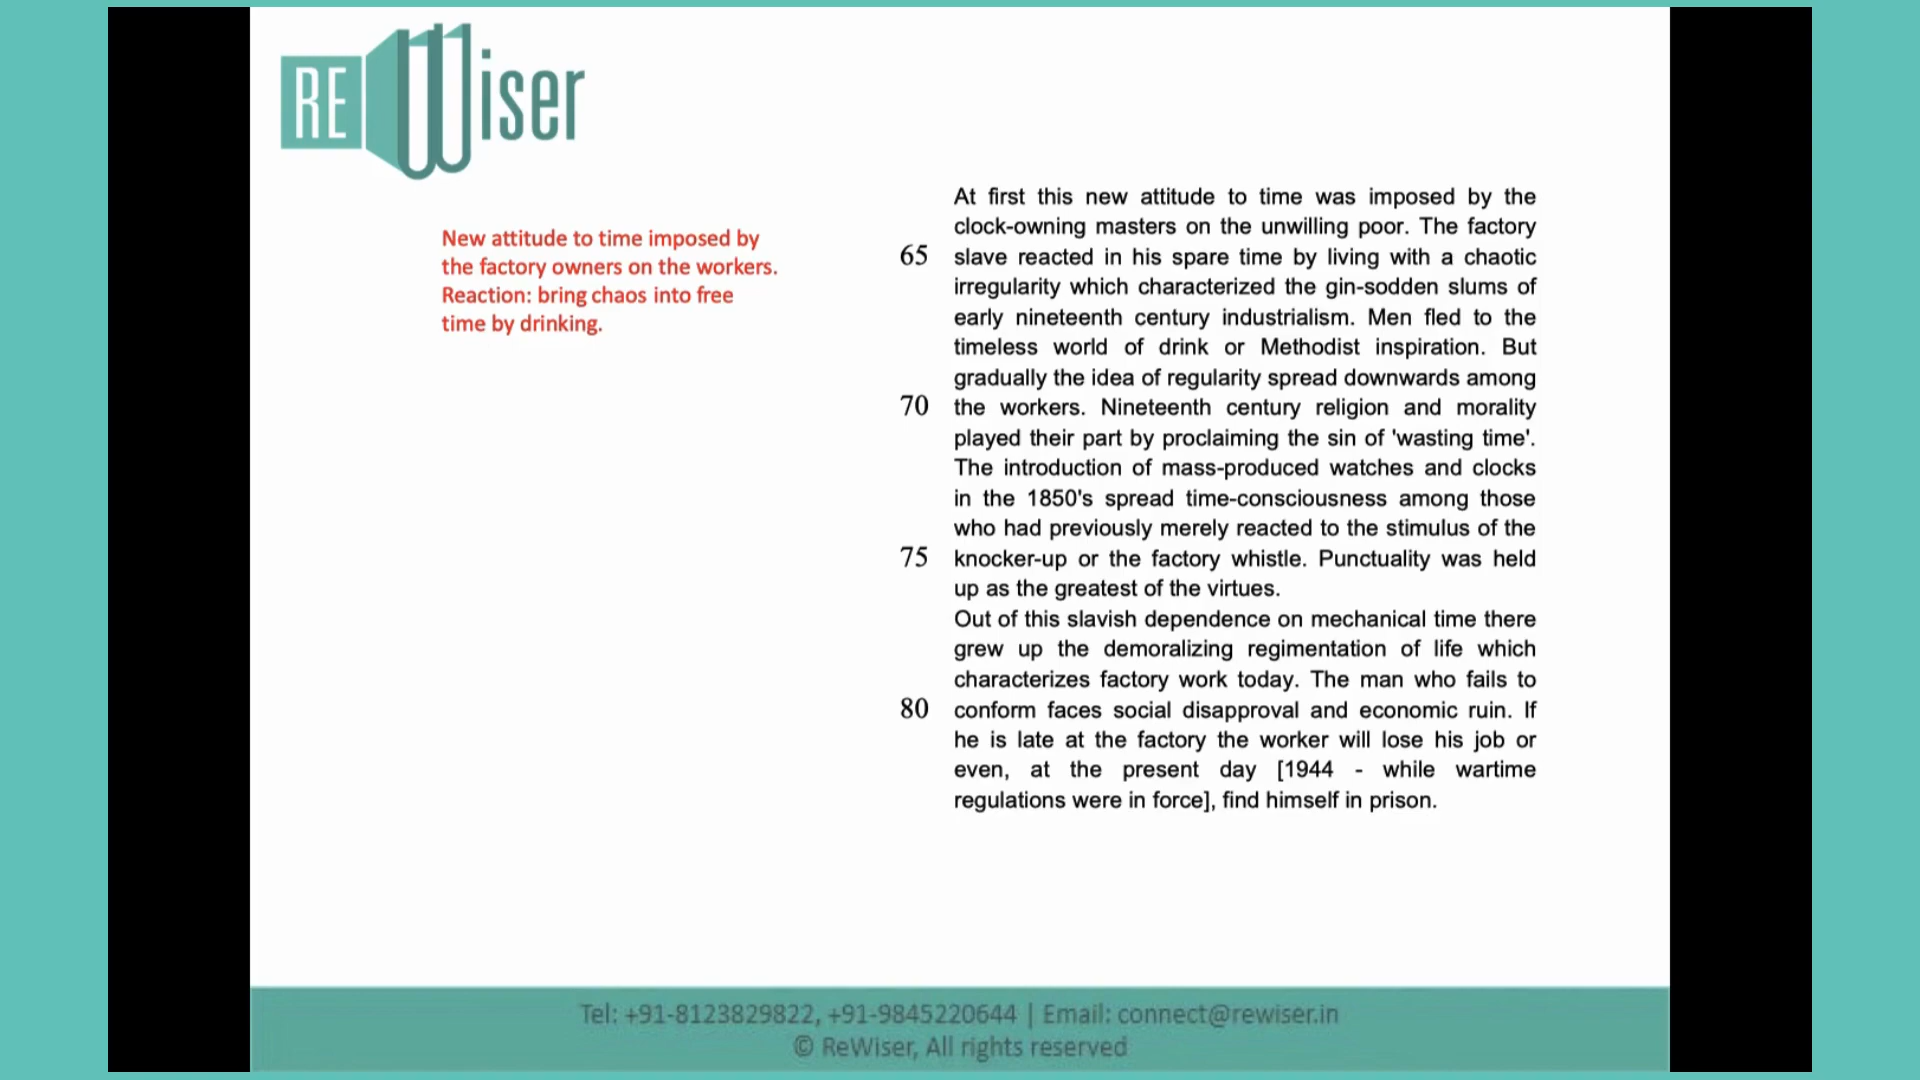 REWiser
New attitude to time imposed by
the factory owners on the workers.
Reaction: bring chaos into free
time by drinking.
At first this new attitude to time was imposed by the
clock-owning masters on the unwilling poor. The factory
65 slave reacted in his spare time by living with a chaotic
irregularity which characterized the gin-sodden slums of
early nineteenth century industrialism. Men fled to the
timeless world of drink or Methodist inspiration. But
gradually the idea of regularity spread downwards among
70 the workers. Nineteenth century religion and morality
played their part by proclaiming the sin of 'wasting time'.
The introduction of mass-produced watches and clocks
in the 1850's spread time-consciousness among those
who had previously merely reacted to the stimulus of the
75 knocker-up or the factory whistle. Punctuality was held
up as the greatest of the virtues.
Out of this slavish dependence on mechanical time there
grew up the demoralizing regimentation of life which
characterizes factory work today. The man who fails to
80 conform faces social disapproval and economic ruin. If
he is late at the factory the worker will lose his job or
even, at the present day [1944 - while wartime
regulations were in force], find himself in prison.
Tel: +91-8123829822, +91-9845220644 | Email: connect@rewiser.in
© ReWiser, All rights reserved